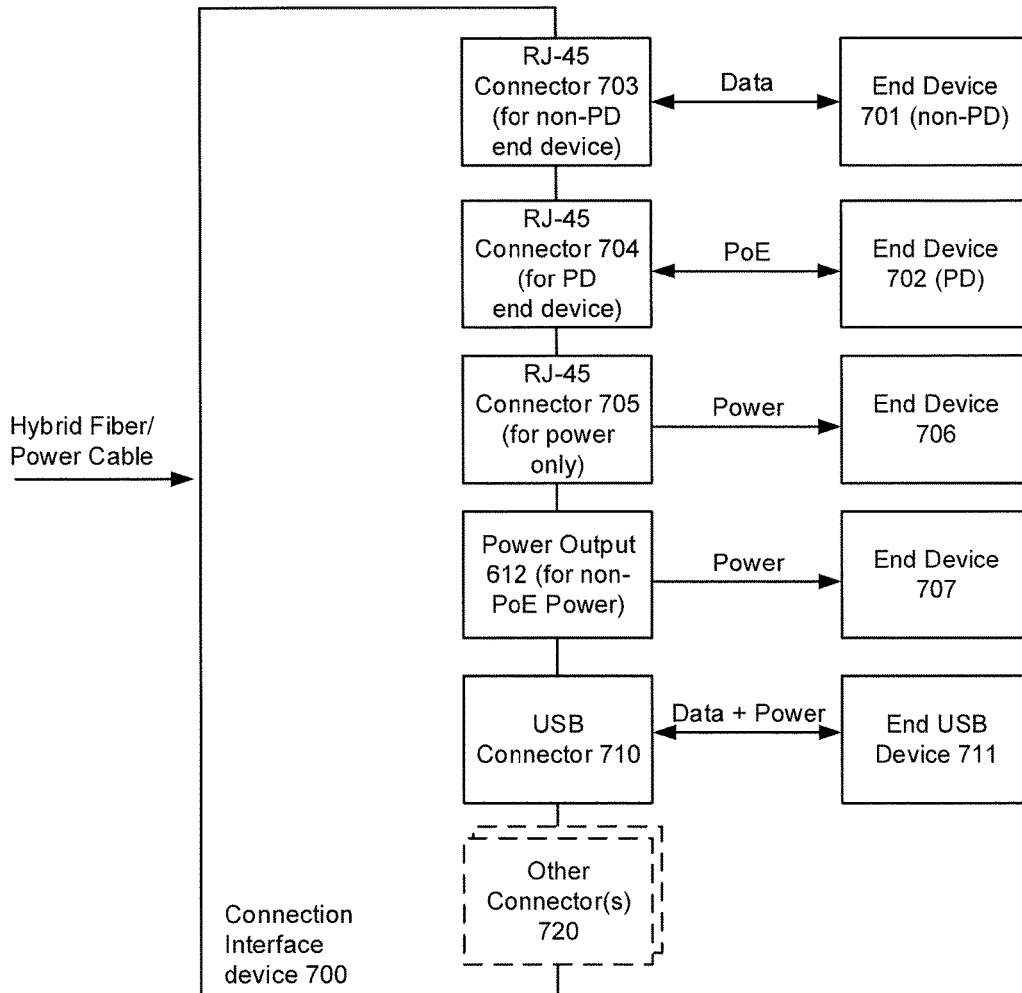 RJ-45
Connector 703
(for non-PD
end device)
Data
End Device
701 (non-PD)
RJ-45
Connector 704
(for PD
end device)
PoE
End Device
702 (PD)
Hybrid Fiber/
Power Cable
RJ-45
Connector 705
(for power
only)
Power
End Device
706
Power Output
612 (for non-
PoE Power)
Power
End Device
707
USB
Connector 710
Data + Power
End USB
Device 711
Other
Connector(s)
720
Connection
Interface
device 700